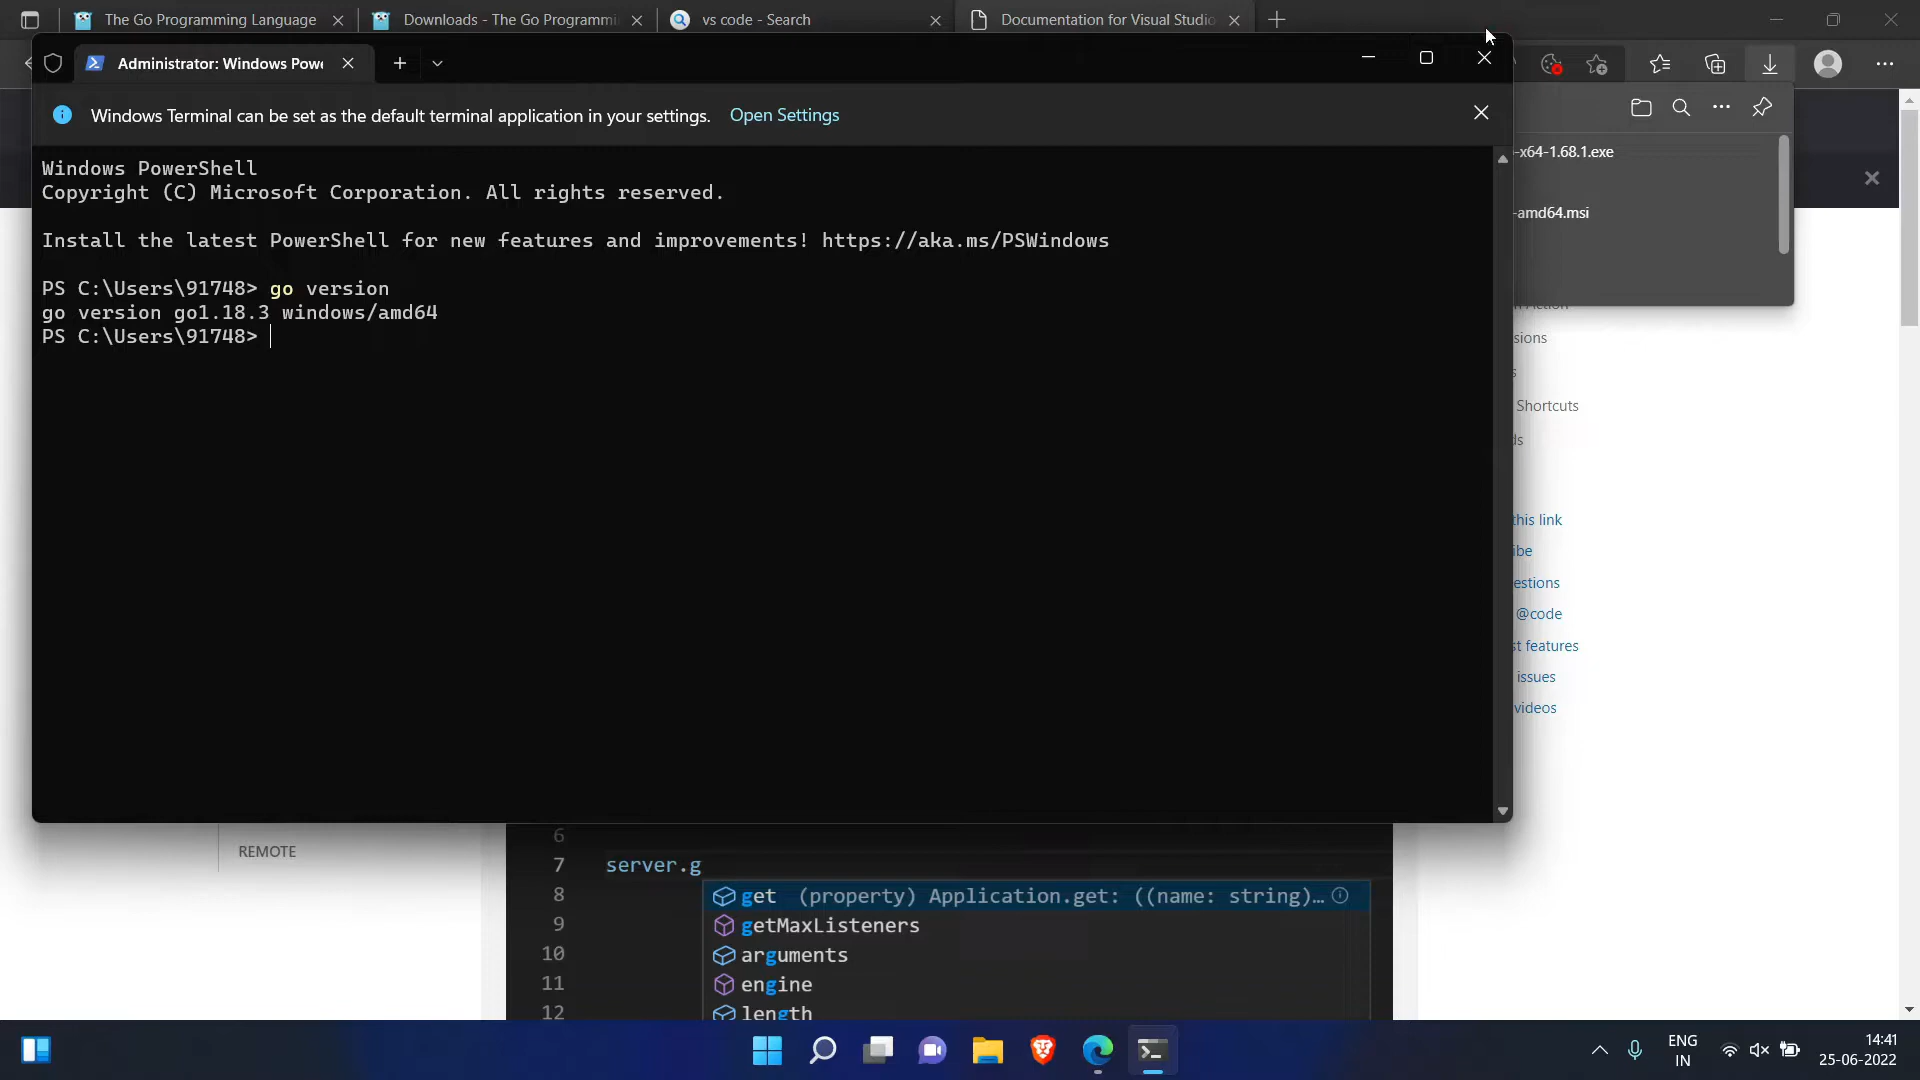 The Go Programming Language
Downloads - The Go Programmi
vs code - Search
Documentation for Visual Studio
Administrator: Windows Powe
Windows Terminal can be set as the default terminal application in your settings. Open Settings
Windows PowerShell
Copyright (C) Microsoft Corporation. All rights reserved.
Install the latest PowerShell for new features and improvements! https://aka.ms/PSWindows
PS C:\Users\91748> go version
go version go1.18.3 windows/amd64
PS C:\Users\91748>
-x64-1.68.1.exe
-amd64.msi
sions
s
Shortcuts
ds
this link
ibe
estions
@code
st features
issues
videos
REMOTE
6
7 server.g
8 get (property) Application.get: ((name: string)…
9 getMaxListeners
10 arguments
11 engine
12 length
ENG
IN
14:41
25-06-2022